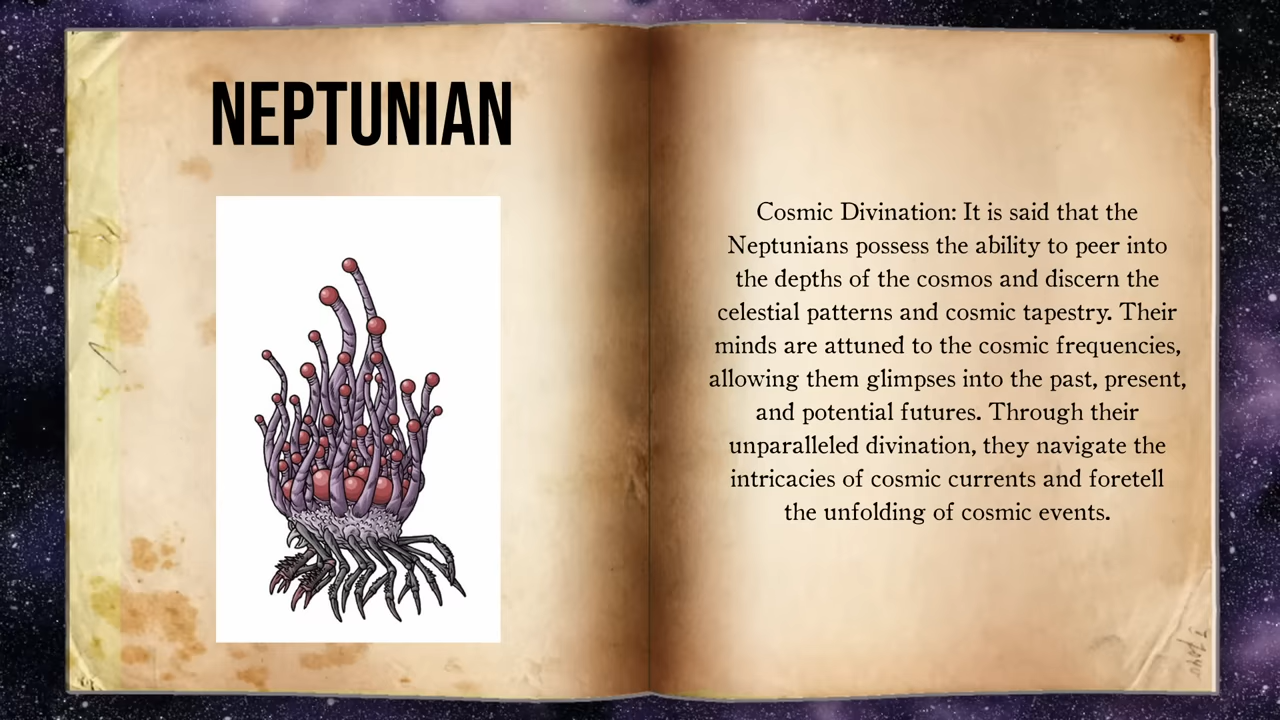 NEPTUNIAN
Cosmic Divination: It is said that the
Neptunians possess the ability to peer into
the depths of the cosmos and discern the
celestial patterns and cosmic tapestry. Their
minds are attuned to the cosmic frequencies,
allowing them glimpses into the past, present,
and potential futures. Through their
unparalleled divination, they navigate the
intricacies of cosmic currents and foretell
the unfolding of cosmic events.